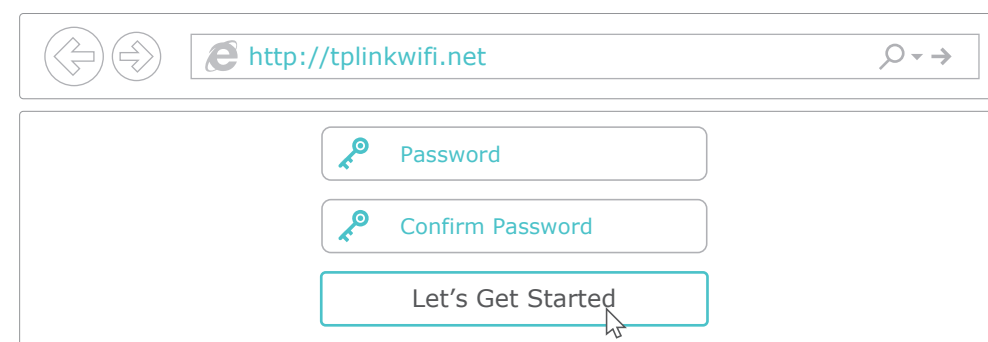 http://tplinkwifi.net
Password
Confirm Password
Let’s Get Started